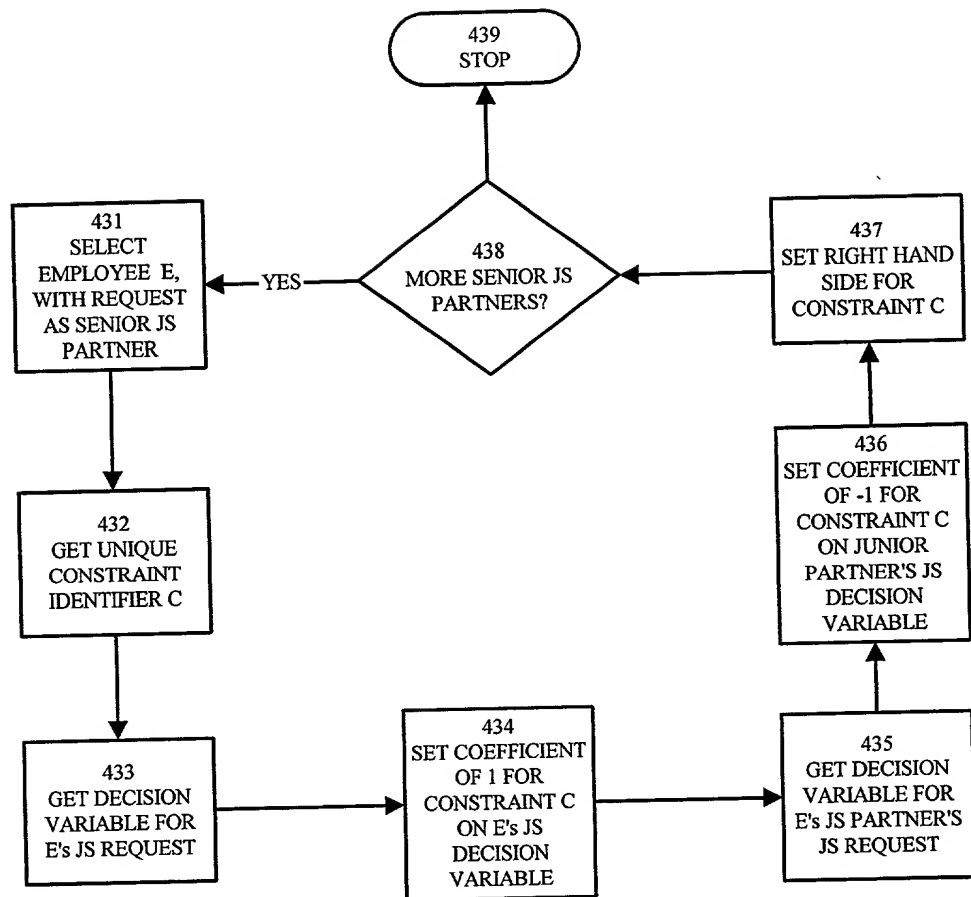 439
STOP
431
SELECT
EMPLOYEE E,
WITH REQUEST
AS SENIOR JS
PARTNER
YES
438
MORE SENIOR JS
PARTNERS?
437
SET RIGHT HAND
SIDE FOR
CONSTRAINT C
432
GET UNIQUE
CONSTRAINT
IDENTIFIER C
436
SET COEFFICIENT
OF -1 FOR
CONSTRAINT C
ON JUNIOR
PARTNER'S JS
DECISION
VARIABLE
433
GET DECISION
VARIABLE FOR
E's JS REQUEST
434
SET COEFFICIENT
OF 1 FOR
CONSTRAINT C
ON E's JS
DECISION
VARIABLE
435
GET DECISION
VARIABLE FOR
E's JS PARTNER'S
JS REQUEST